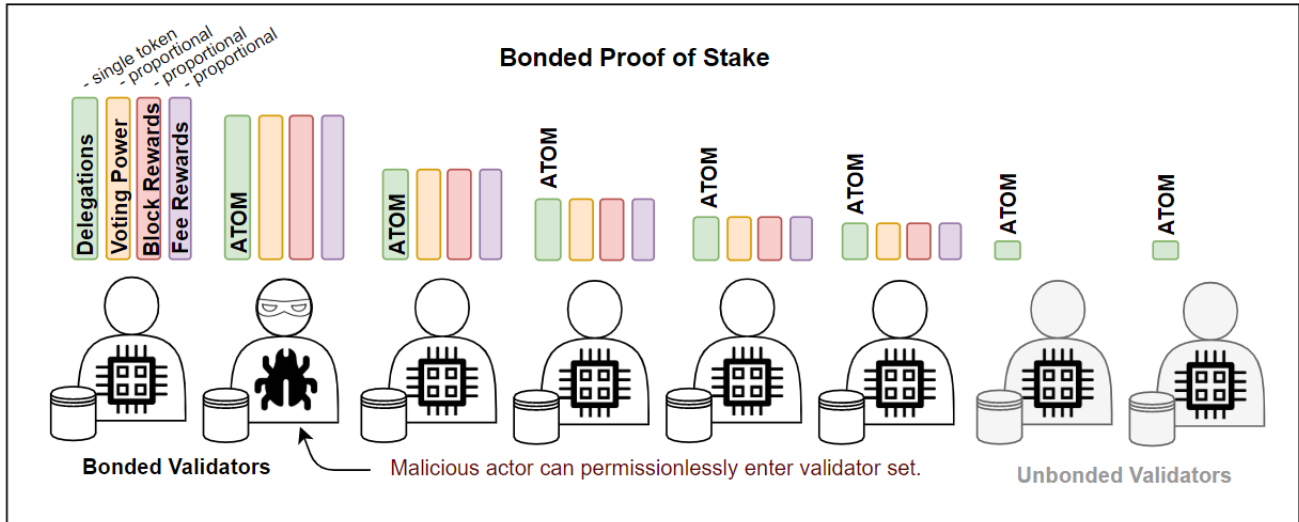 - single token
- proportional
- proportional
- proportional
Bonded Proof of Stake
Delegations
Voting Power
Block Rewards
Fee Rewards
ATOM
ATOM
ATOM
ATOM
ATOM
ATOM
ATOM
Bonded Validators
Malicious actor can permissionlessly enter validator set.
Unbonded Validators